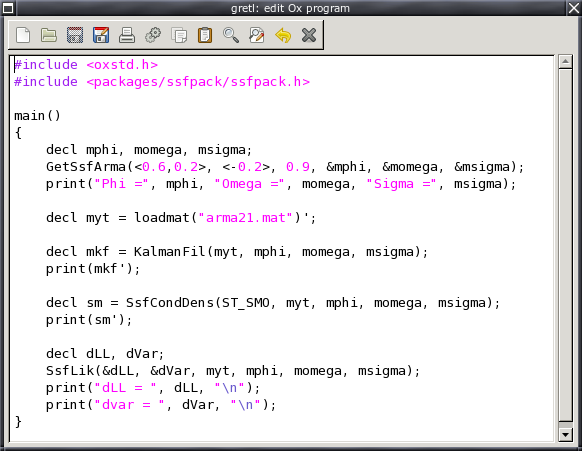 gretl: edit Ox program
#include <oxstd.h>
#include <packages/ssfpack/ssfpack.h>
main()
{
    decl mphi, momega, msigma;
    GetSsfArma(<0.6,0.2>, <-0.2>, 0.9, &mphi, &momega, &msigma);
    print("Phi =", mphi, "Omega =", momega, "Sigma =", msigma);
    decl myt = loadmat("arma21.mat")';
    decl mkf = KalmanFil(myt, mphi, momega, msigma);
    print(mkf');
    decl sm = SsfCondDens(ST_SMO, myt, mphi, momega, msigma);
    print(sm');
    decl dLL, dVar;
    SsfLik(&dLL, &dVar, myt, mphi, momega, msigma);
    print("dLL = ", dLL, "\n");
    print("dvar = ", dVar, "\n");
}